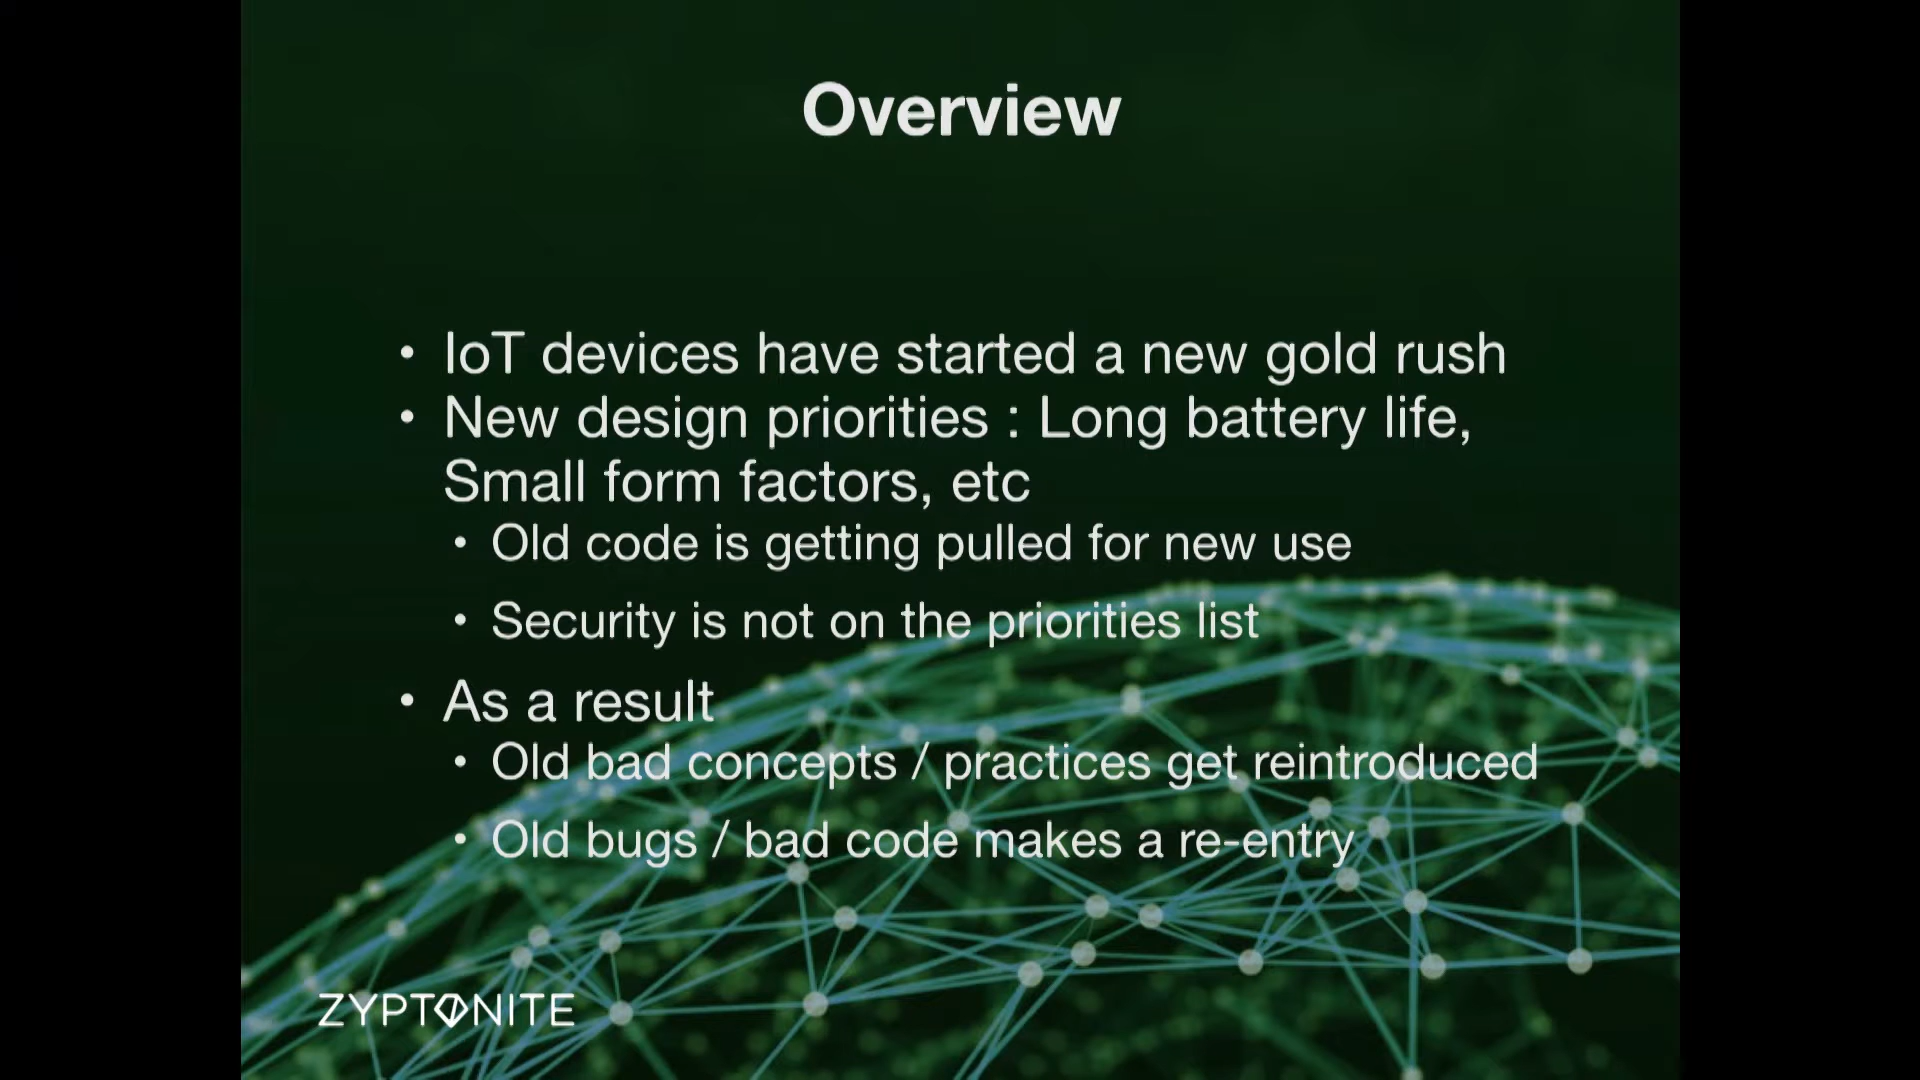 Overview
• IoT devices have started a new gold rush
• New design priorities : Long battery life,
Small form factors, etc
• Old code is getting pulled for new use
• Security is not on the priorities list
• As a result
• Old bad concepts / practices get reintroduced
• Old bugs / bad code makes a re-entry
ZYPTONITE